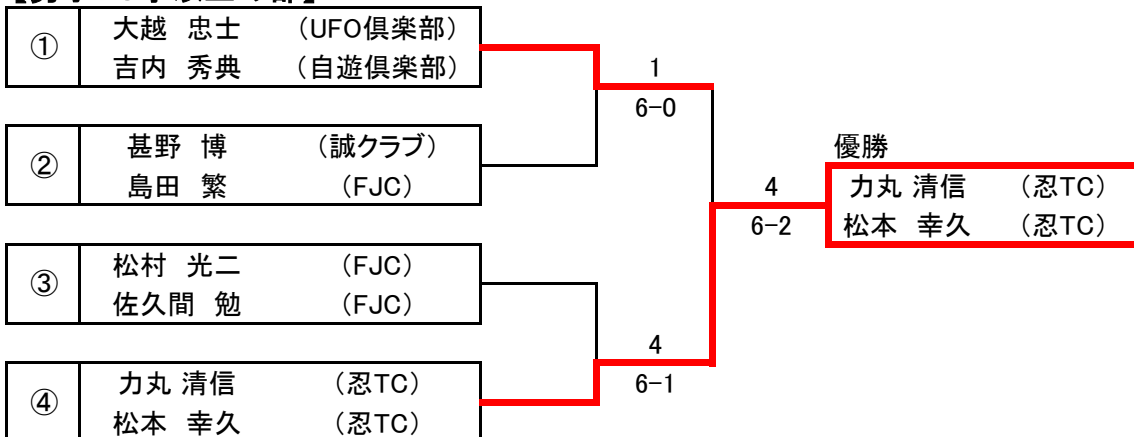 ① 大越 忠士 （UFO倶楽部）
吉内 秀典 （自遊倶楽部）
1
6-0
② 甚野 博 （誠クラブ）
島田 繁 （FJC）
優勝
力丸 清信 （忍TC）
松本 幸久 （忍TC）
4
6-2
③ 松村 光二 （FJC）
佐久間 勉 （FJC）
4
6-1
④ 力丸 清信 （忍TC）
松本 幸久 （忍TC）